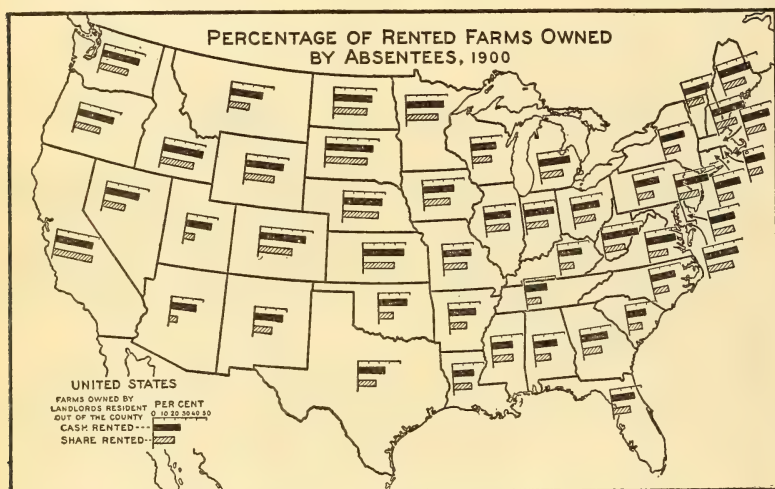 PERCENTAGE OF RENTED FARMS OWNED
BY ABSENTEES, 1900
UNITED STATES
FARMS OWNED BY
LANDLORDS RESIDENT
OUT OF THE COUNTY
PER CENT
0 10 20 30 40 50
CASH RENTED
SHARE RENTED